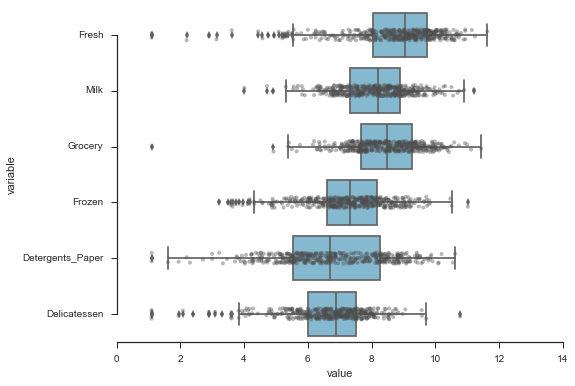 Fresh
Milk
Grocery
Frozen
Detergents_Paper
Delicatessen
variable
0 2 4 6 8 10 12 14
value